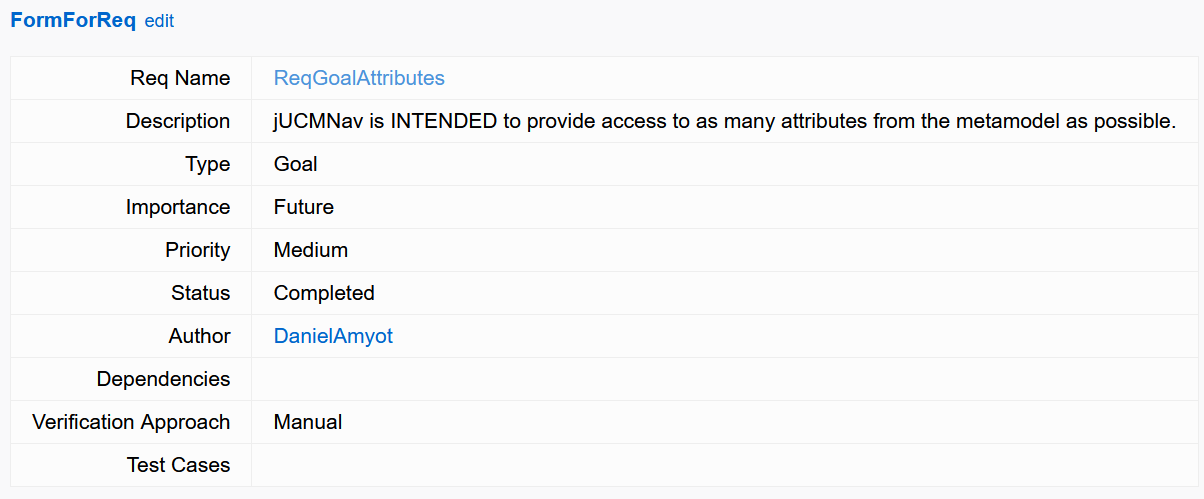 FormForReq edit
Req Name ReqGoalAttributes
Description jUCMNav is INTENDED to provide access to as many attributes from the metamodel as possible.
Type Goal
Importance Future
Priority Medium
Status Completed
Author DanielAmyot
Dependencies
Verification Approach Manual
Test Cases